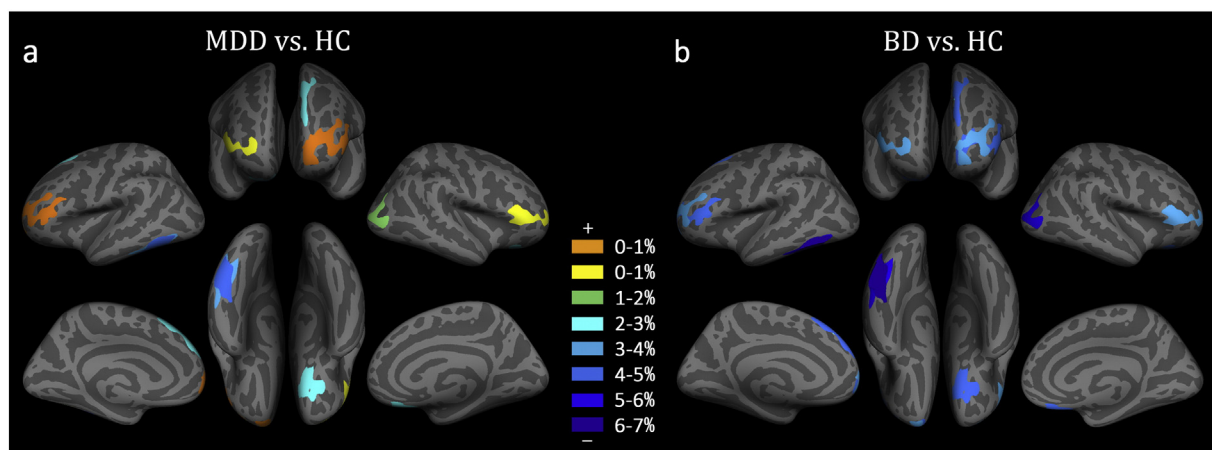 a
MDD vs. HC
b
BD vs. HC
+
0-1%
0-1%
1-2%
2-3%
3-4%
4-5%
5-6%
6-7%
−